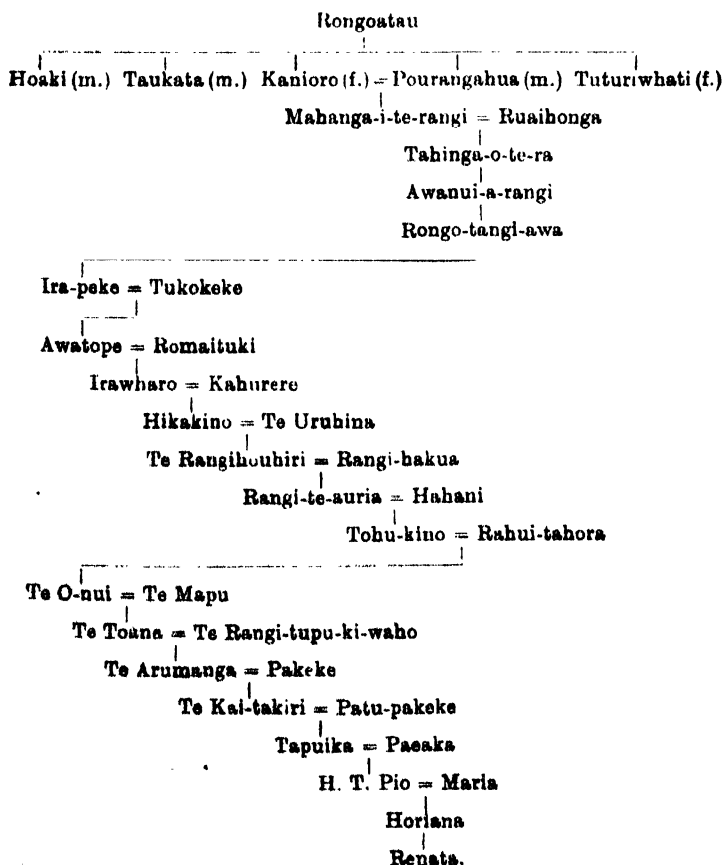 Rongoatau
Hoaki (m.) Taukata (m.) Kanioro (f.) = Pourangahua (m.) Tuturiwhati (f.)
Mahanga-i-te-rangi = Ruaihonga
Tahinga-o-te-ra
Awanui-a-rangi
Rongo-tangi-awa
Ira-peke = Tukokeke
Awatope = Romaituki
Irawharo = Kahurere
Hikakino = Te Uruhina
Te Rangihouhiri = Rangi-hakua
Rangi-te-auria = Hahani
Tohu-kino = Rahui-tahora
Te O-nui = Te Mapu
Te Toana = Te Rangi-tupu-ki-waho
Te Arumanga = Pakeke
Te Kai-takiri = Patu-pakeke
Tapuika = Paeaka
H. T. Pio = Maria
Horiana
Renata.